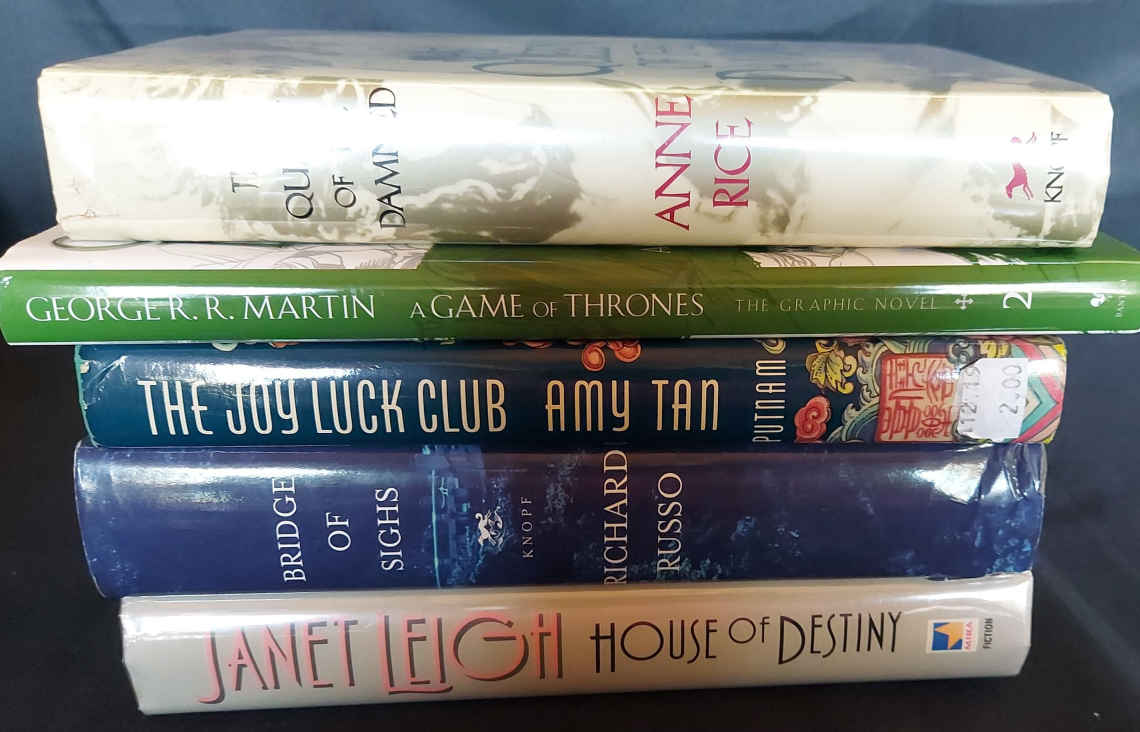 OF
DAMNED
ANNE
RICE
GEORGE R. R. MARTIN A GAME OF THRONES THE GRAPHIC NOVEL 2
THE JOY LUCK CLUB AMY TAN PUTNAM
2.00
BRIDGE
OF
SIGHS
KNOPF
RICHARD
RUSSO
JANET LEIGH HOUSE OF DESTINY MIRA
FICTION